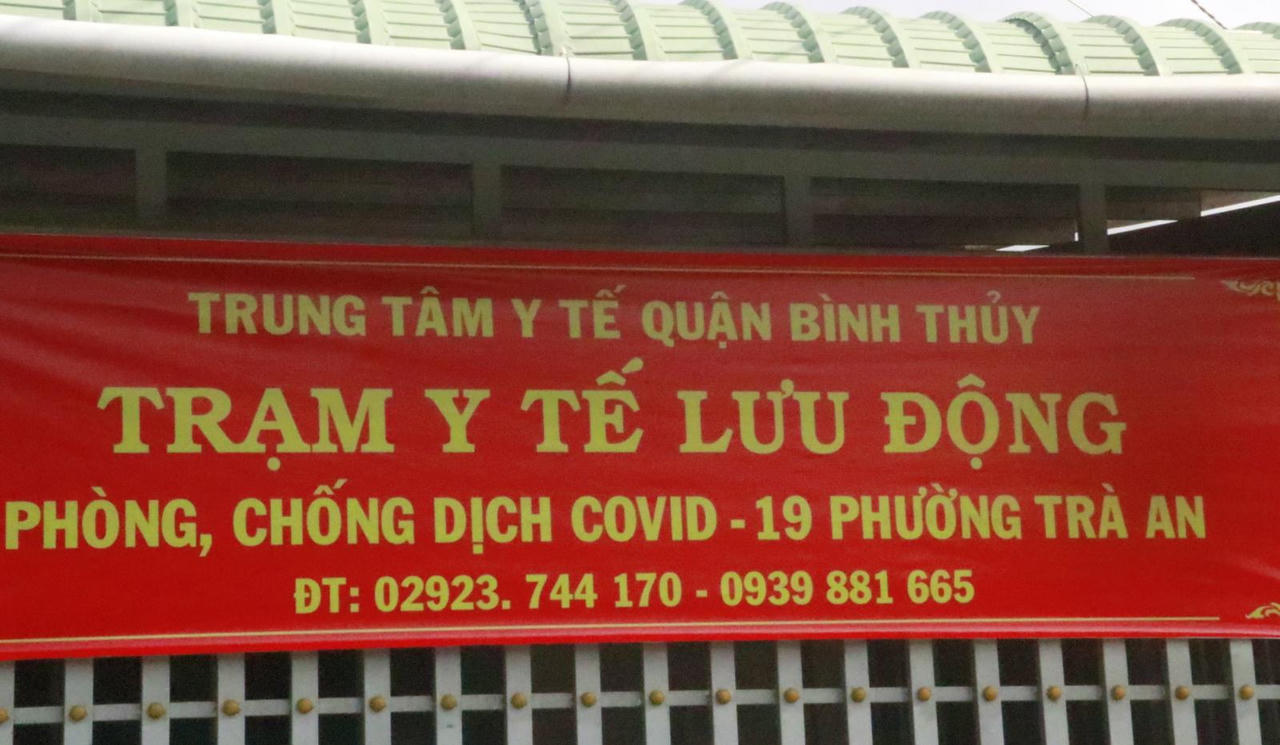 TRUNG TÂM Y TẾ QUẬN BÌNH THỦY
TRẠM Y TẾ LƯU ĐỘNG
PHÒNG, CHỐNG DỊCH COVID - 19 PHƯỜNG TRÀ AN
ĐT: 02923. 744 170 - 0939 881 665